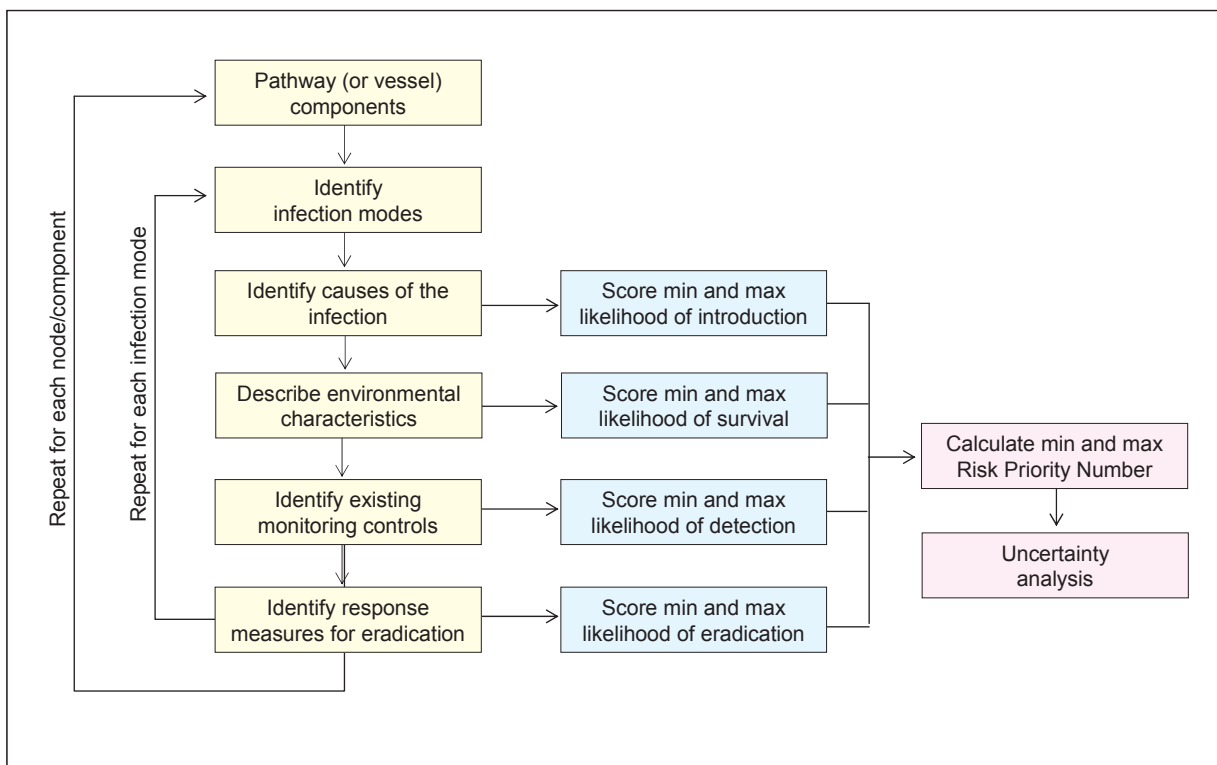 Pathway (or vessel)
components
Identify
infection modes
Identify causes of the
infection
Describe environmental
characteristics
Identify existing
monitoring controls
Identify response
measures for eradication
Repeat for each node/component
Repeat for each infection mode
Score min and max
likelihood of introduction
Score min and max
likelihood of survival
Score min and max
likelihood of detection
Score min and max
likelihood of eradication
Calculate min and max
Risk Priority Number
Uncertainty
analysis